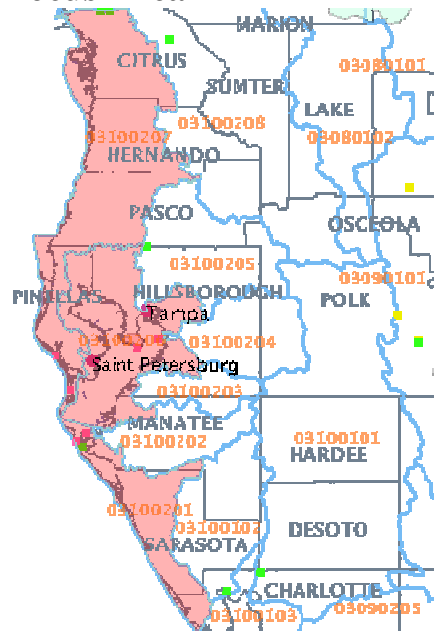 MARION
CITRUS
03080101
SUMTER
LAKE
03100208
03100207
03080102
HERNANDO
PASCO
OSCEOLA
03100205
03090101
PINELLAS
HILLSBOROUGH
POLK
Tampa
03100204
Saint Petersburg
03100203
MANATEE
03100202
03100101
HARDEE
03100201
03100102
DESOTO
SARASOTA
CHARLOTTE
03090205
03100103